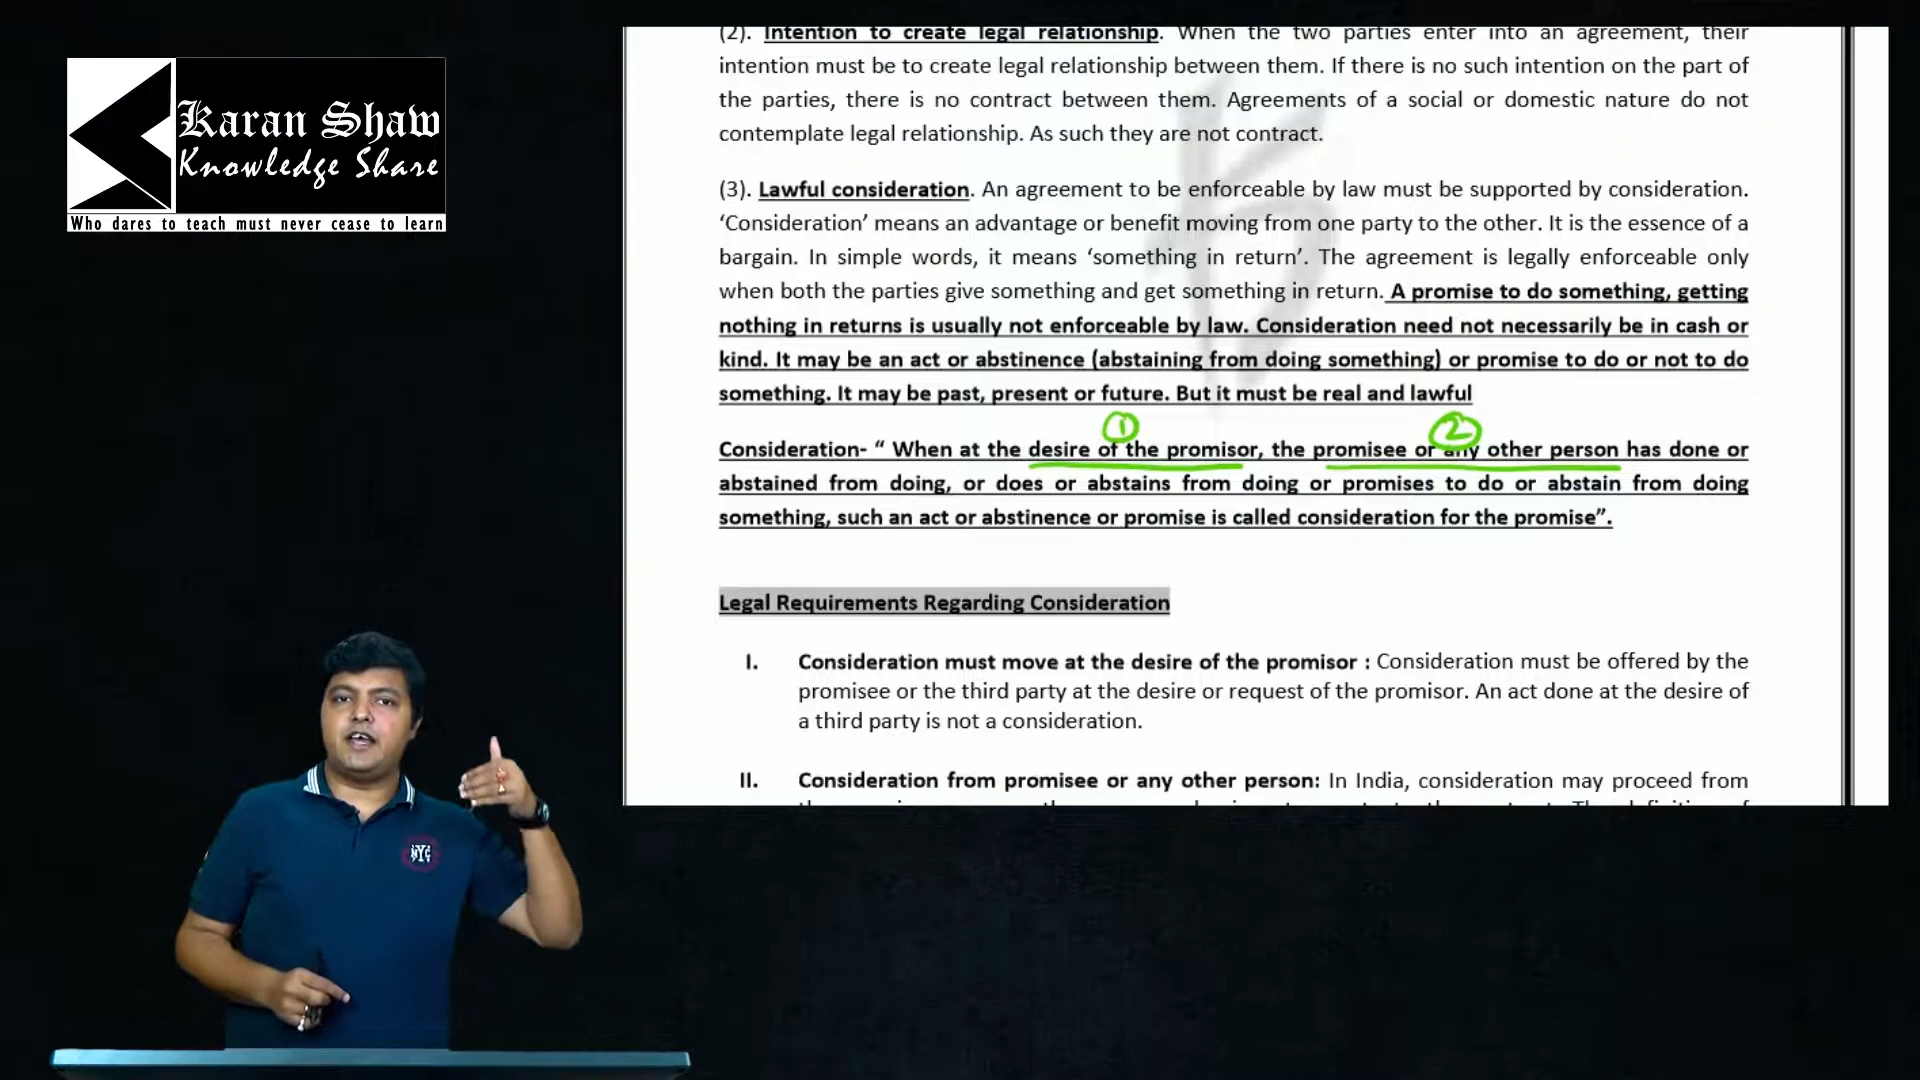 Karan Shaw
Knowledge Share
Who dares to teach must never cease to learn
(2). Intention to create legal relationship. When the two parties enter into an agreement, their
intention must be to create legal relationship between them. If there is no such intention on the part of
the parties, there is no contract between them. Agreements of a social or domestic nature do not
contemplate legal relationship. As such they are not contract.
(3). Lawful consideration. An agreement to be enforceable by law must be supported by consideration.
‘Consideration’ means an advantage or benefit moving from one party to the other. It is the essence of a
bargain. In simple words, it means ‘something in return’. The agreement is legally enforceable only
when both the parties give something and get something in return. A promise to do something, getting
nothing in returns is usually not enforceable by law. Consideration need not necessarily be in cash or
kind. It may be an act or abstinence (abstaining from doing something) or promise to do or not to do
something. It may be past, present or future. But it must be real and lawful
1 2
Consideration- “ When at the desire of the promisor, the promisee or any other person has done or
abstained from doing, or does or abstains from doing or promises to do or abstain from doing
something, such an act or abstinence or promise is called consideration for the promise”.
Legal Requirements Regarding Consideration
I. Consideration must move at the desire of the promisor : Consideration must be offered by the
promisee or the third party at the desire or request of the promisor. An act done at the desire of
a third party is not a consideration.
II. Consideration from promisee or any other person: In India, consideration may proceed from
NYC